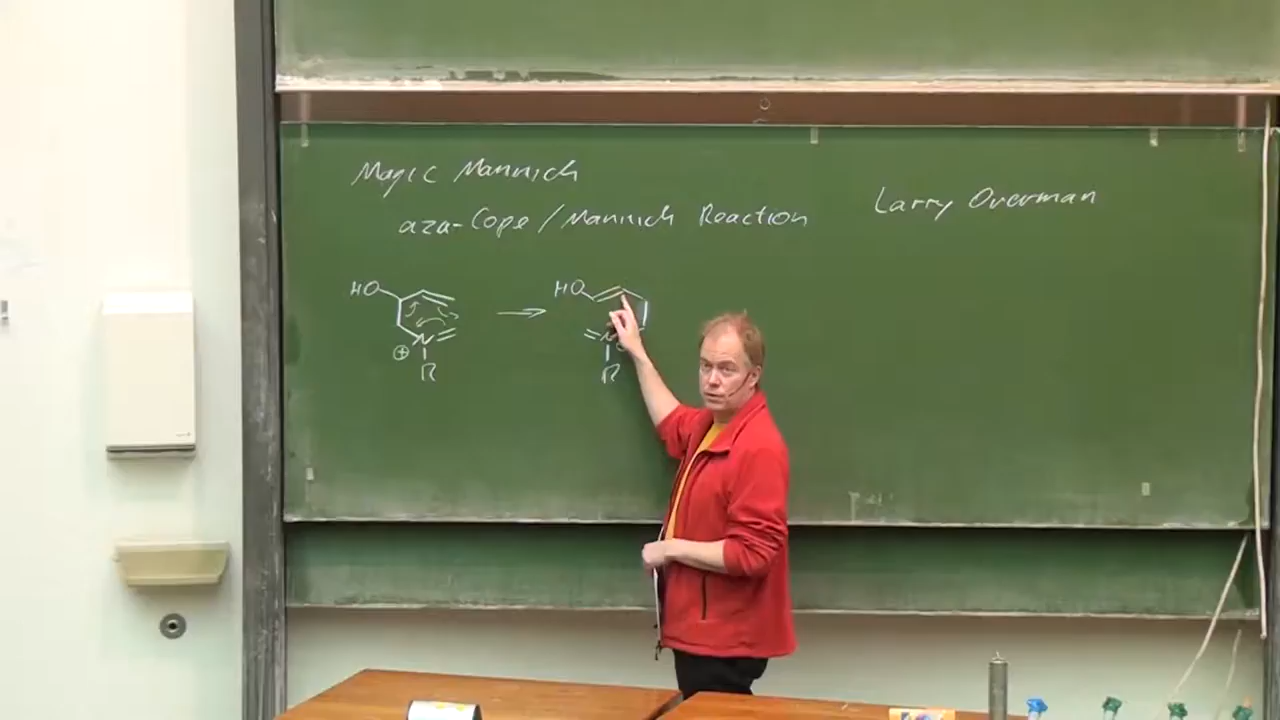 Magic Mannich
aza-Cope/Mannich Reaction
Larry Overman
HO
HO
N
N
⊕
R
R